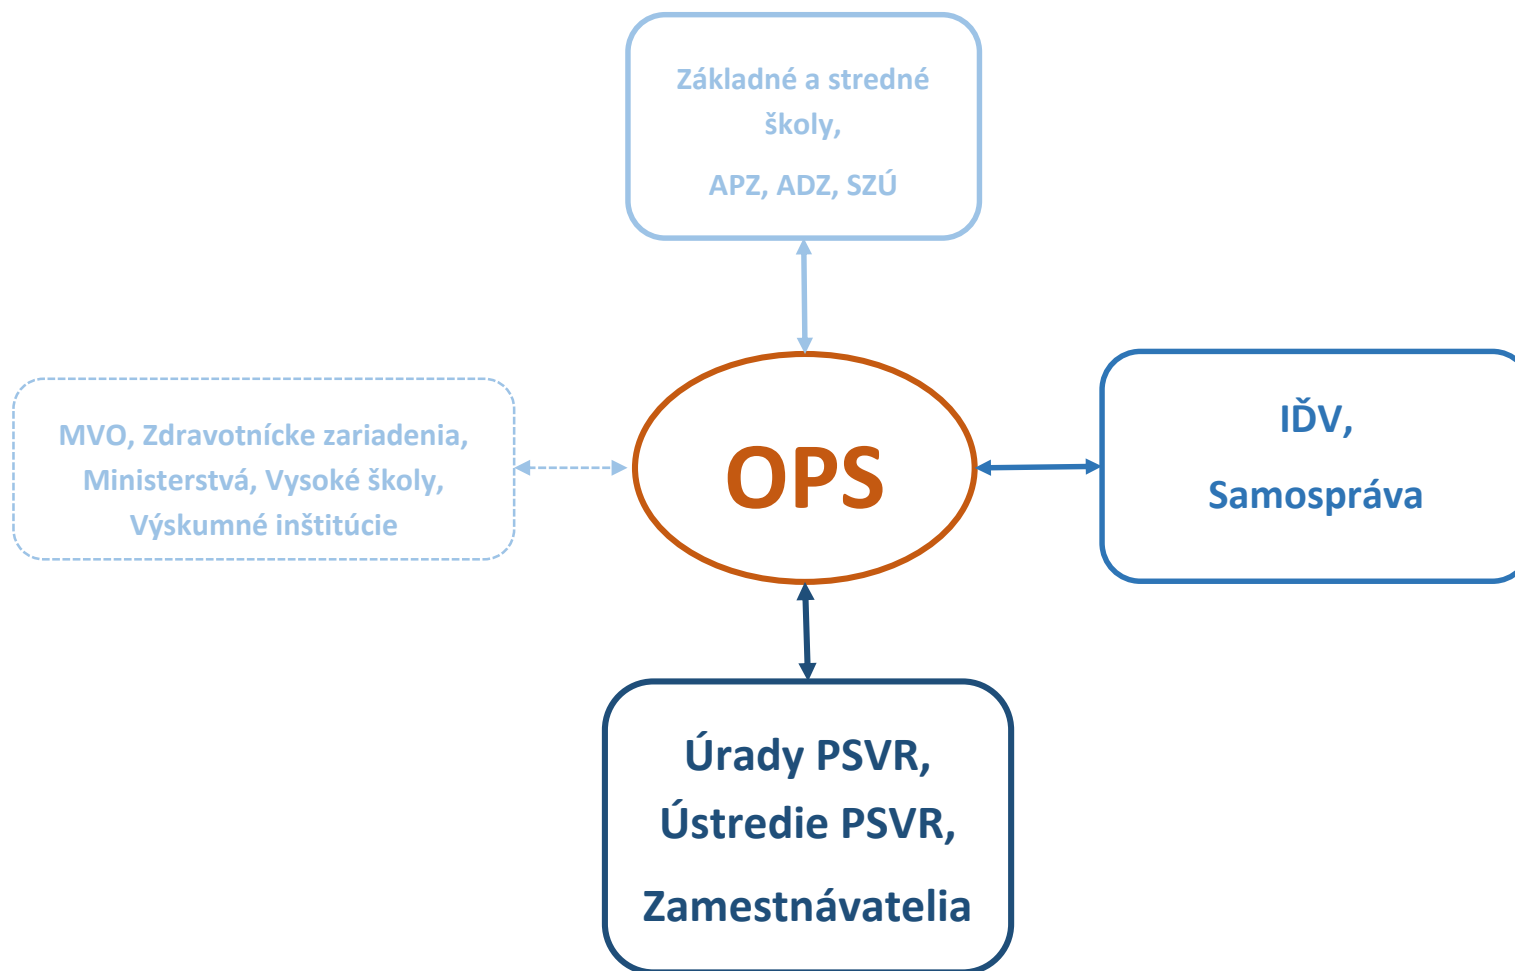 Základné a stredné
školy,
APZ, ADZ, SZÚ
MVO, Zdravotnícke zariadenia,
Ministerstvá, Vysoké školy,
Výskumné inštitúcie
OPS
IĎV,
Samospráva
Úrady PSVR,
Ústredie PSVR,
Zamestnávatelia